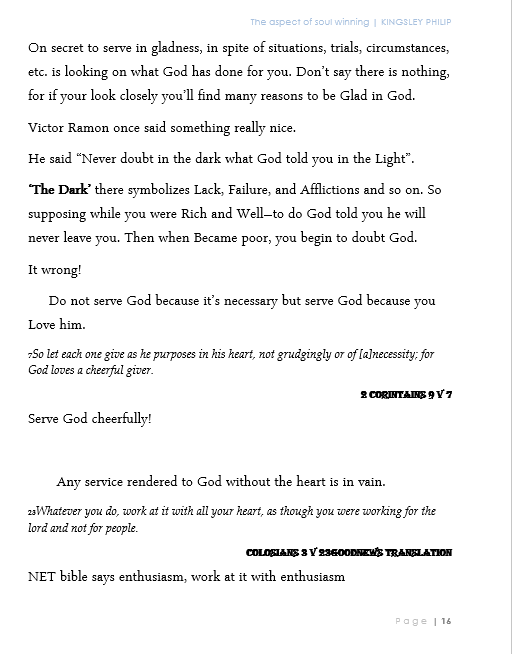 The aspect of soul winning | KINGSLEY PHILIP
On secret to serve in gladness, in spite of situations, trials, circumstances,
etc. is looking on what God has done for you. Don't say there is nothing,
for if your look closely you'll find many reasons to be Glad in God.
Victor Ramon once said something really nice.
He said “Never doubt in the dark what God told you in the Light”.
‘The Dark’ there symbolizes Lack, Failure, and Afflictions and so on. So
supposing while you were Rich and Well—to do God told you he will
never leave you. Then when Became poor, you begin to doubt God.
It wrong!
Do not serve God because it's necessary but serve God because you
Love him.
7So let each one give as he purposes in his heart, not grudgingly or of [a]necessity; for
God loves a cheerful giver.
2 CORINTAINS 9 V 7
Serve God cheerfully!
Any service rendered to God without the heart is in vain.
23Whatever you do, work at it with all your heart, as though you were working for the
lord and not for people.
COLOSIANS 3 V 23GOODNEWS TRANSLATION
NET bible says enthusiasm, work at it with enthusiasm
Page | 16